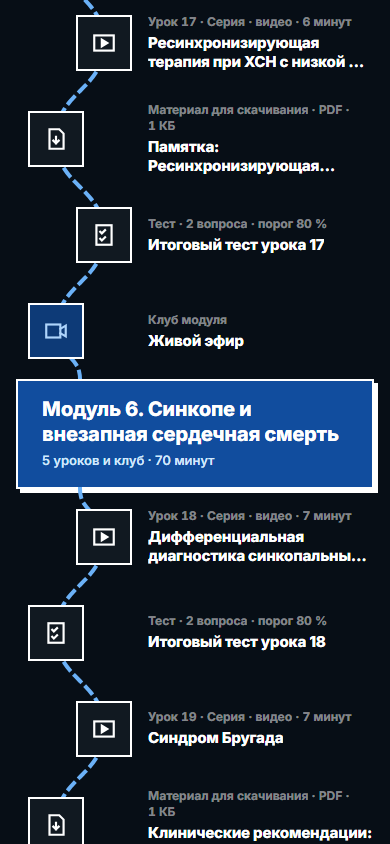 Урок 17 · Серия · видео · 6 минут
Ресинхронизирующая
терапия при ХСН с низкой ...
Материал для скачивания · PDF ·
1 КБ
Памятка:
Ресинхронизирующая...
Тест · 2 вопроса · порог 80 %
Итоговый тест урока 17
Клуб модуля
Живой эфир
Модуль 6. Синкопе и
внезапная сердечная смерть
5 уроков и клуб · 70 минут
Урок 18 · Серия · видео · 7 минут
Дифференциальная
диагностика синкопальны...
Тест · 2 вопроса · порог 80 %
Итоговый тест урока 18
Урок 19 · Серия · видео · 7 минут
Синдром Бругада
Материал для скачивания · PDF ·
1 КБ
Клинические рекомендации: